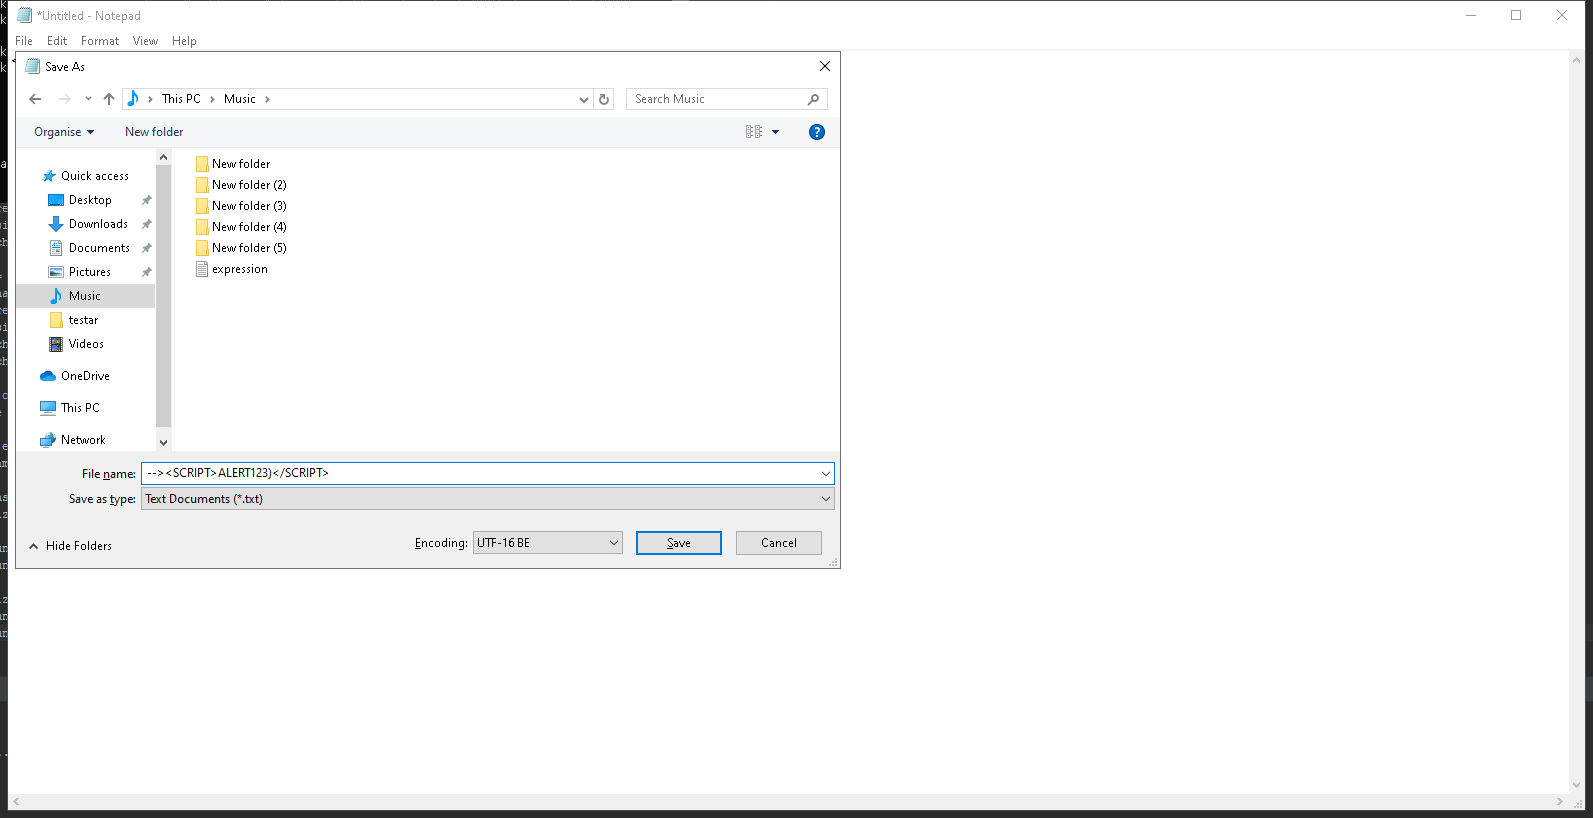 *Untitled - Notepad
File Edit Format View Help
Save As
This PC Music
Search Music
Organise New folder
Quick access
Desktop
Downloads
Documents
Pictures
Music
testar
Videos
OneDrive
This PC
Network
New folder
New folder (2)
New folder (3)
New folder (4)
New folder (5)
expression
File name: --><SCRIPT>ALERT123)</SCRIPT>
Save as type: Text Documents (*.txt)
Hide Folders
Encoding: UTF-16 BE
Save
Cancel